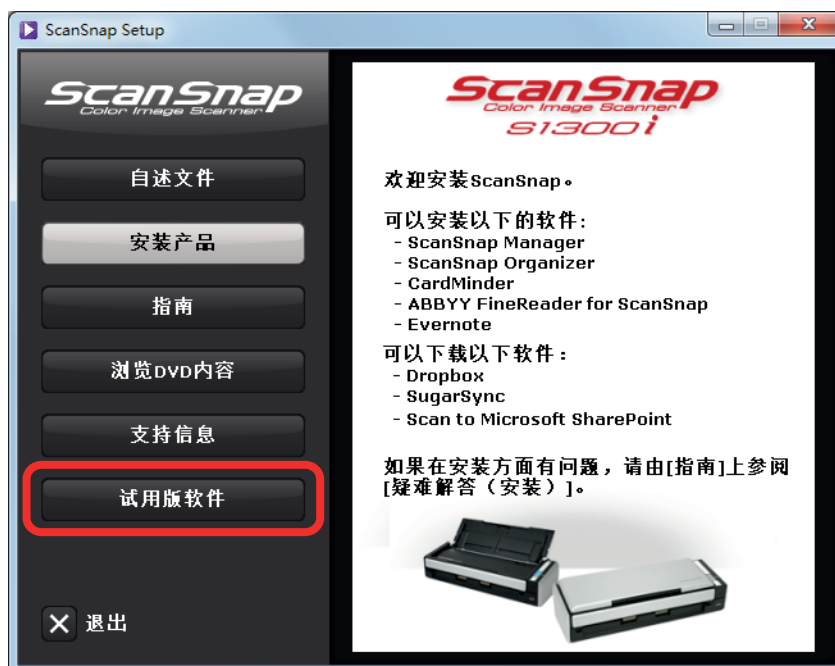 ScanSnap Setup
ScanSnap
Color Image Scanner
自述文件
安装产品
指南
浏览DVD内容
支持信息
试用版软件
退出
ScanSnap
Color Image Scanner
S1300i
欢迎安装ScanSnap。
可以安装以下的软件:
- ScanSnap Manager
- ScanSnap Organizer
- CardMinder
- ABBYY FineReader for ScanSnap
- Evernote
可以下载以下软件：
- Dropbox
- SugarSync
- Scan to Microsoft SharePoint
如果在安装方面有问题，请由[指南]上参阅
[疑难解答（安装）]。